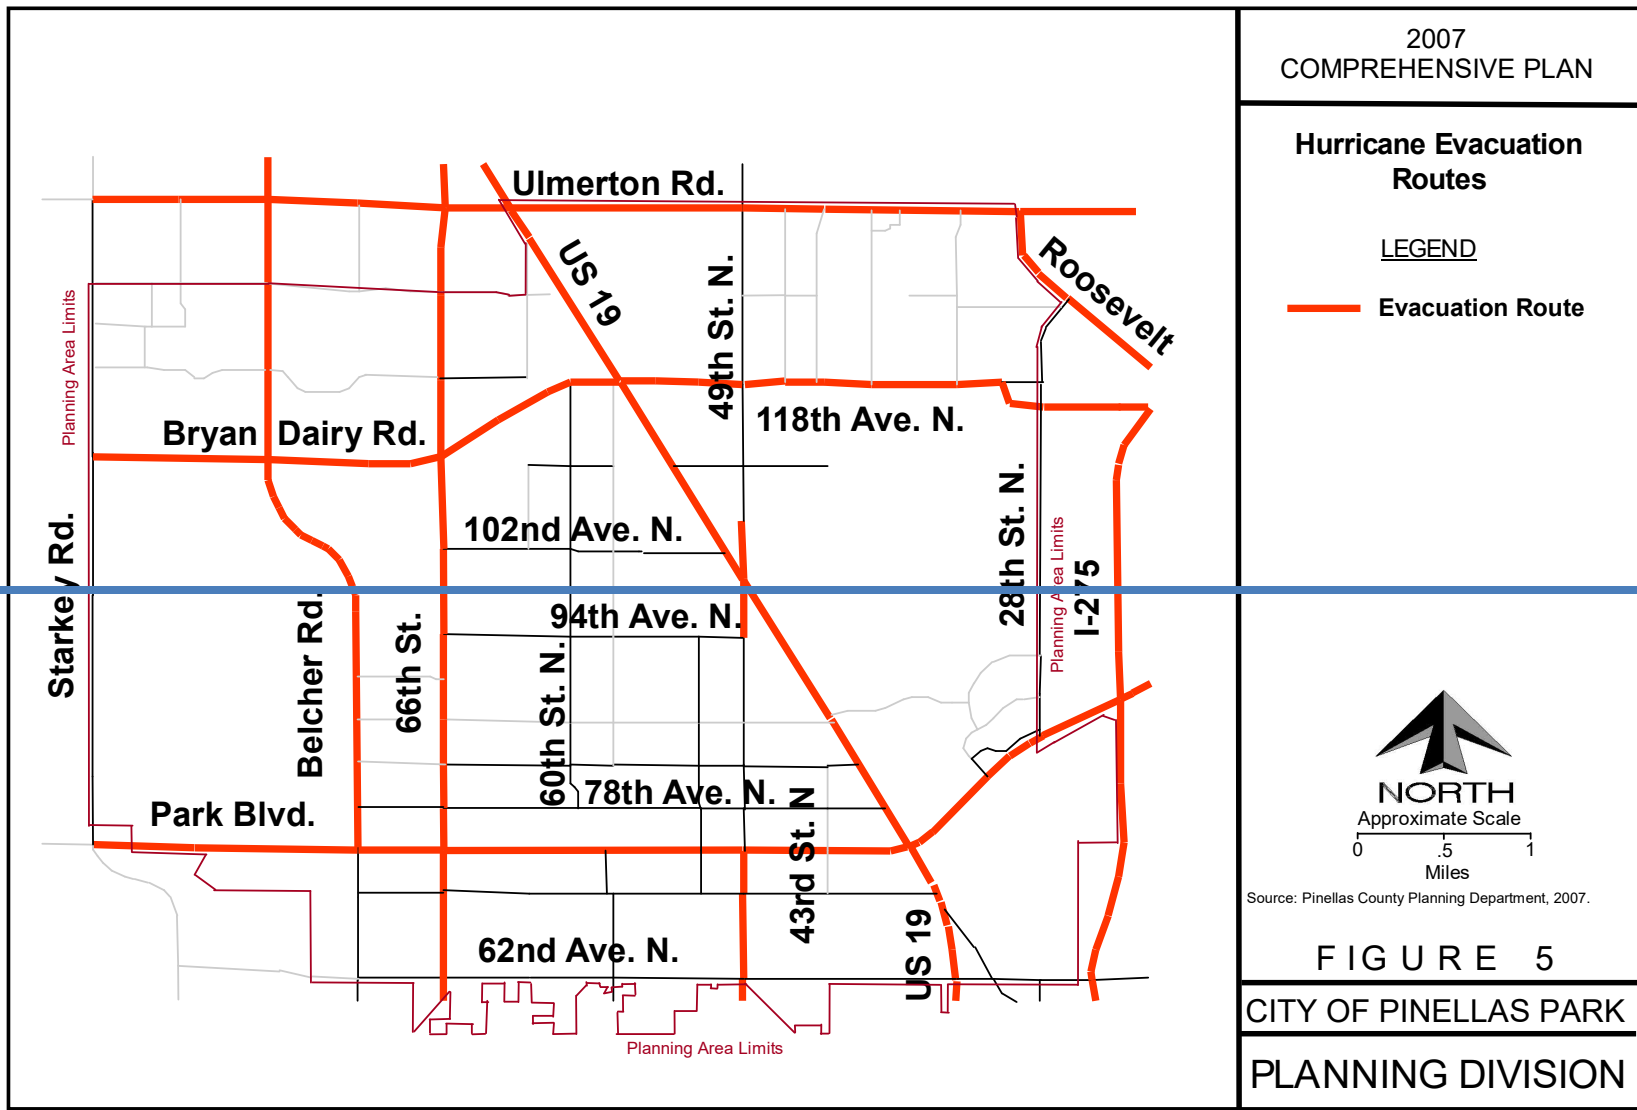 2007
COMPREHENSIVE PLAN
Hurricane Evacuation
Routes
LEGEND
Evacuation Route
Ulmerton Rd.
US 19
49th St. N.
Roosevelt
Planning Area Limits
Bryan Dairy Rd.
118th Ave. N.
Starkey Rd.
102nd Ave. N.
28th St. N.
Planning Area Limits
I-275
Belcher Rd.
66th St.
94th Ave. N.
60th St. N.
78th Ave. N.
43rd St. N
Park Blvd.
62nd Ave. N.
US 19
Planning Area Limits
NORTH
Approximate Scale
0 .5 1
Miles
Source: Pinellas County Planning Department, 2007.
FIGURE 5
CITY OF PINELLAS PARK
PLANNING DIVISION